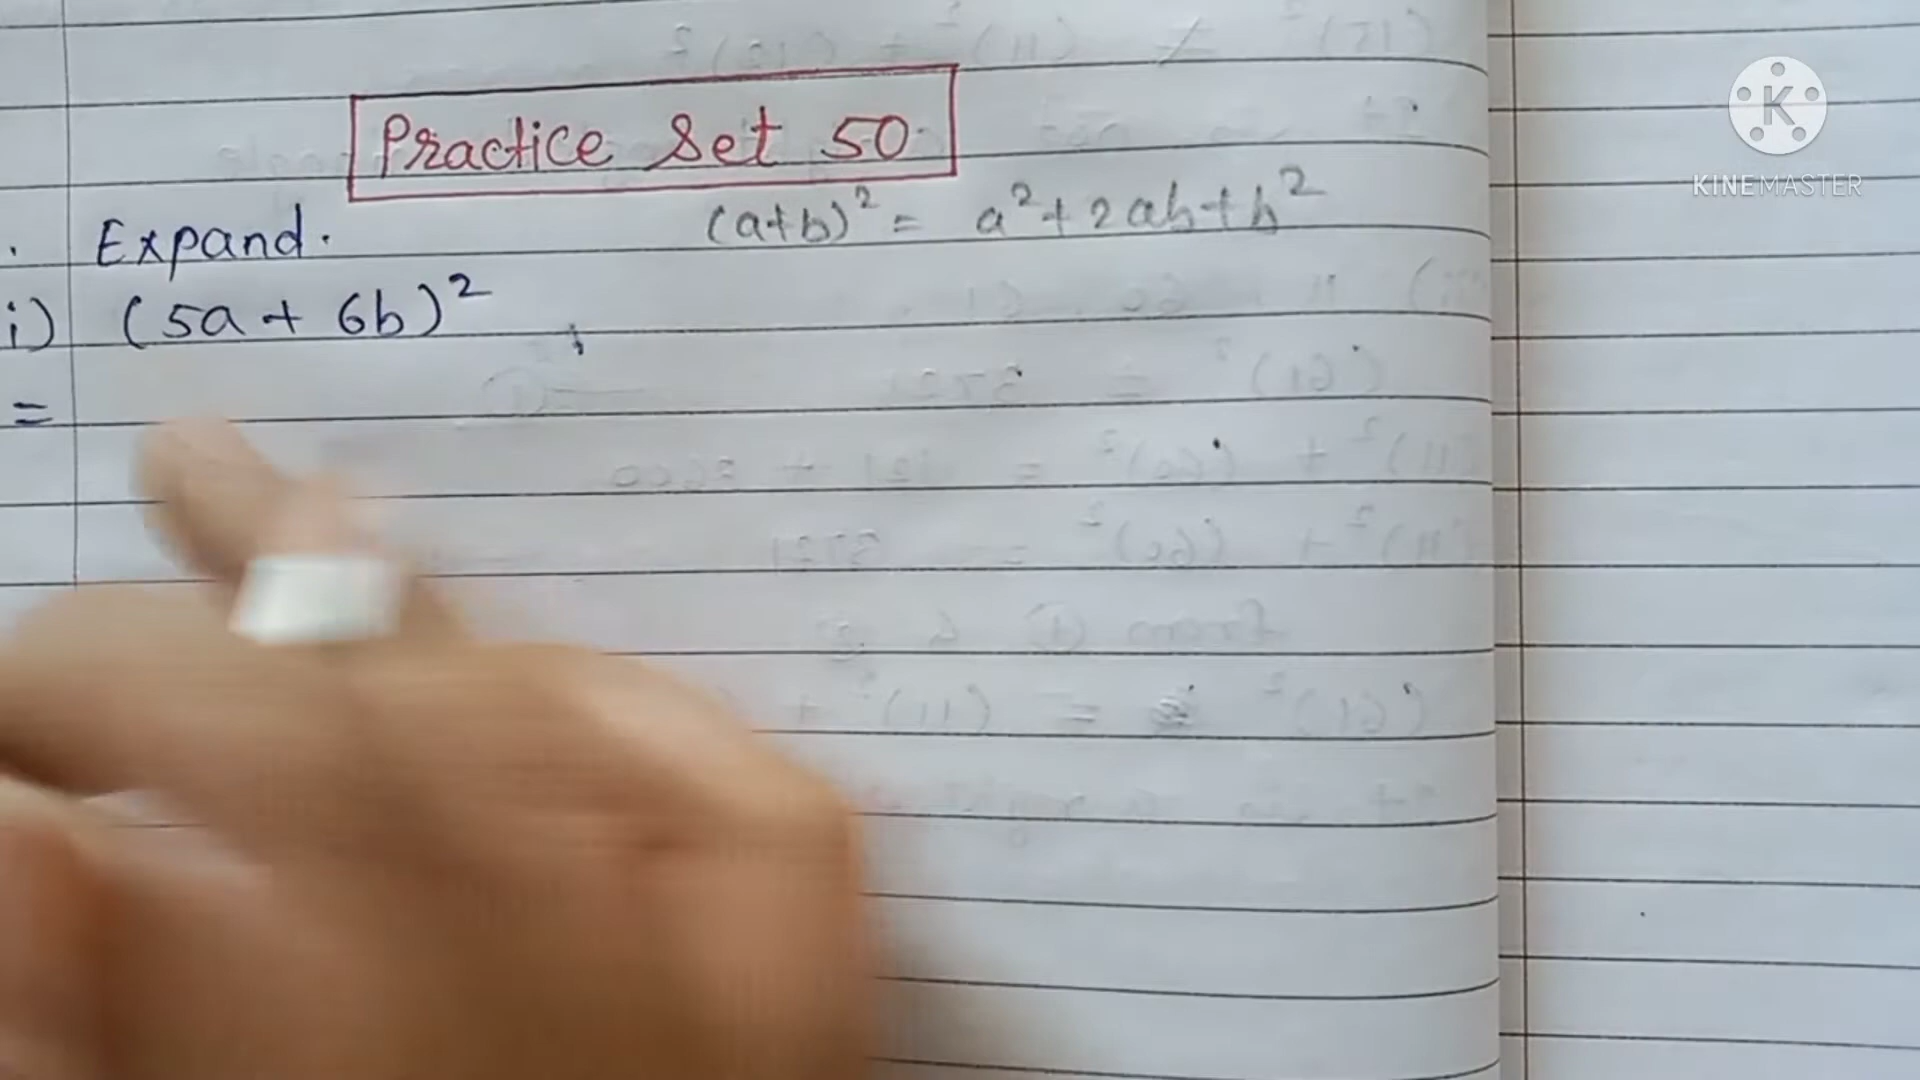 Practice Set 50
. Expand. (a+b)² = a²+2ab+b²
i) (5a + 6b)²
=
K
KINEMASTER